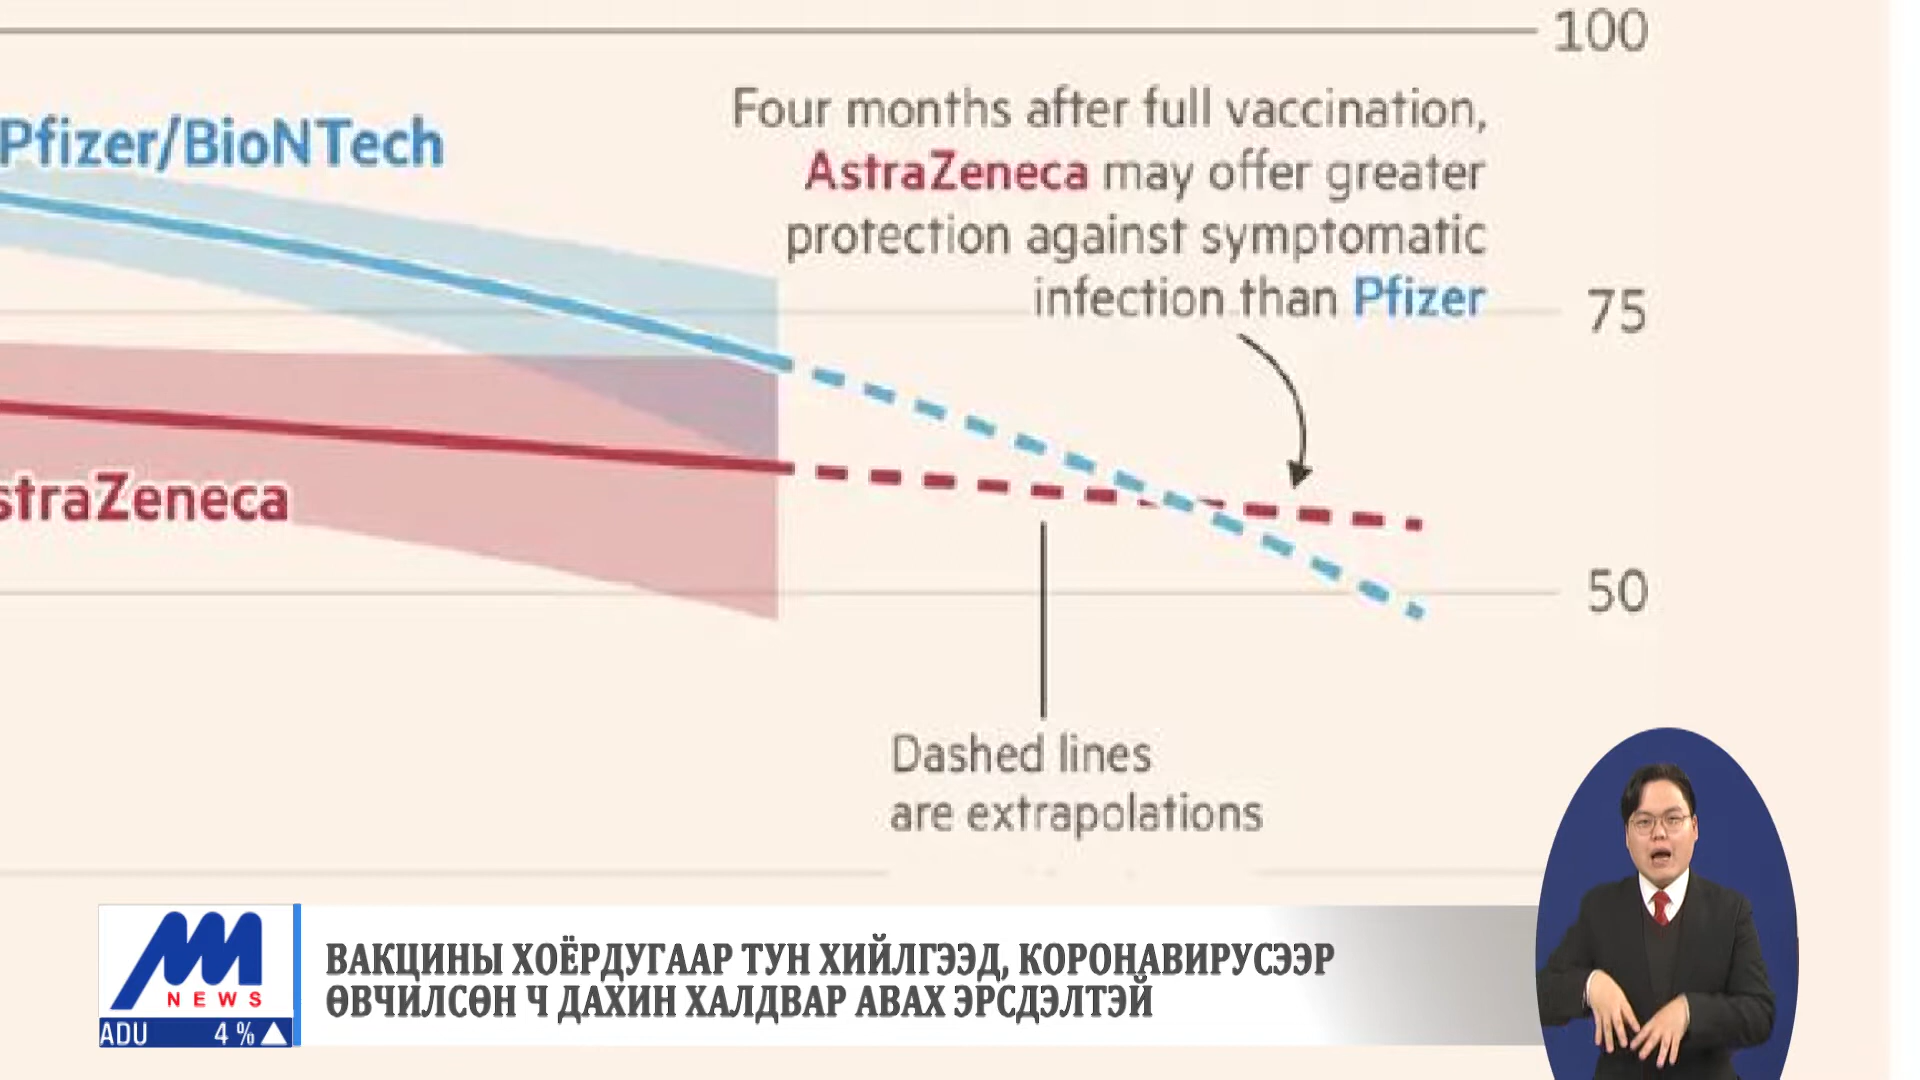 100
Pfizer/BioNTech
Four months after full vaccination,
AstraZeneca may offer greater
protection against symptomatic
infection than Pfizer
75
straZeneca
50
Dashed lines
are extrapolations
NEWS
ADU 4%▲
ВАКЦИНЫ ХОЁРДУГААР ТУН ХИЙЛГЭЭД, КОРОНАВИРУСЭЭР
ӨВЧИЛСӨН Ч ДАХИН ХАЛДВАР АВАХ ЭРСДЭЛТЭЙ